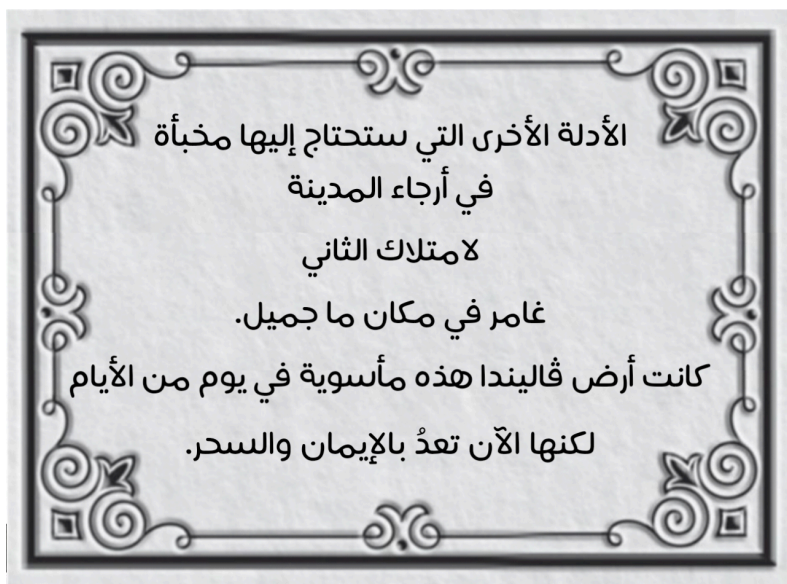 الأدلة الأخرى التي ستحتاج إليها مخبأة
في أرجاء المدينة
لامتلاك الثاني
غامر في مكان ما جميل.
كانت أرض ڤاليندا هذه مأسوية في يوم من الأيام
لكنها الآن تعدُ بالإيمان والسحر.